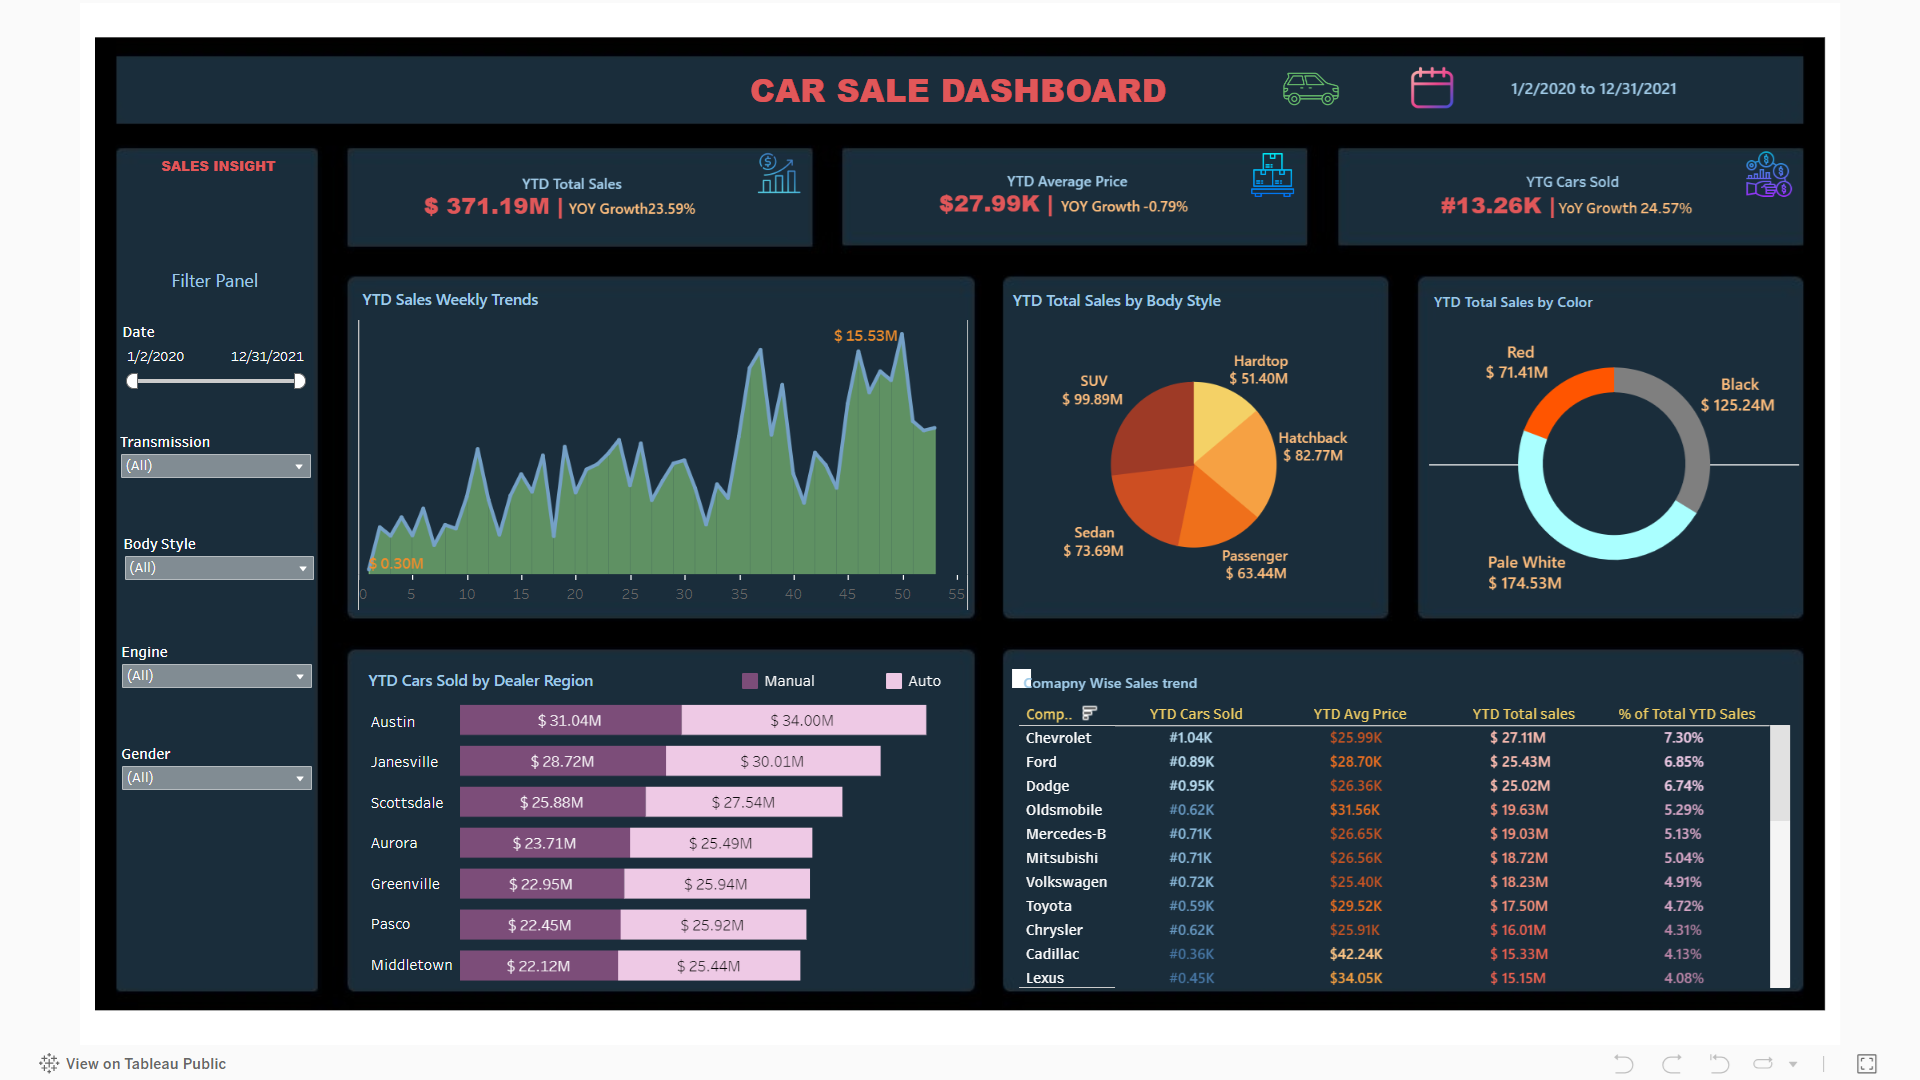 CAR SALE DASHBOARD
1/2/2020 to 12/31/2021
SALES INSIGHT
Filter Panel
Date
1/2/2020 12/31/2021
Transmission
(All)
Body Style
(All)
Engine
(All)
Gender
(All)
YTD Total Sales
$ 371.19M | YOY Growth23.59%
YTD Average Price
$27.99K | YOY Growth -0.79%
YTG Cars Sold
#13.26K | YoY Growth 24.57%
YTD Sales Weekly Trends
$ 15.53M
$ 0.30M
0 5 10 15 20 25 30 35 40 45 50 55
YTD Total Sales by Body Style
Hardtop
$ 51.40M
SUV
$ 99.89M
Hatchback
$ 82.77M
Sedan
$ 73.69M
Passenger
$ 63.44M
YTD Total Sales by Color
Red
$ 71.41M
Black
$ 125.24M
Pale White
$ 174.53M
YTD Cars Sold by Dealer Region Manual Auto
Austin $ 31.04M $ 34.00M
Janesville $ 28.72M $ 30.01M
Scottsdale $ 25.88M $ 27.54M
Aurora $ 23.71M $ 25.49M
Greenville $ 22.95M $ 25.94M
Pasco $ 22.45M $ 25.92M
Middletown $ 22.12M $ 25.44M
Comapny Wise Sales trend
Comp.. YTD Cars Sold YTD Avg Price YTD Total sales % of Total YTD Sales
Chevrolet #1.04K $25.99K $ 27.11M 7.30%
Ford #0.89K $28.70K $ 25.43M 6.85%
Dodge #0.95K $26.36K $ 25.02M 6.74%
Oldsmobile #0.62K $31.56K $ 19.63M 5.29%
Mercedes-B #0.71K $26.65K $ 19.03M 5.13%
Mitsubishi #0.71K $26.56K $ 18.72M 5.04%
Volkswagen #0.72K $25.40K $ 18.23M 4.91%
Toyota #0.59K $29.52K $ 17.50M 4.72%
Chrysler #0.62K $25.91K $ 16.01M 4.31%
Cadillac #0.36K $42.24K $ 15.33M 4.13%
Lexus #0.45K $34.05K $ 15.15M 4.08%
View on Tableau Public